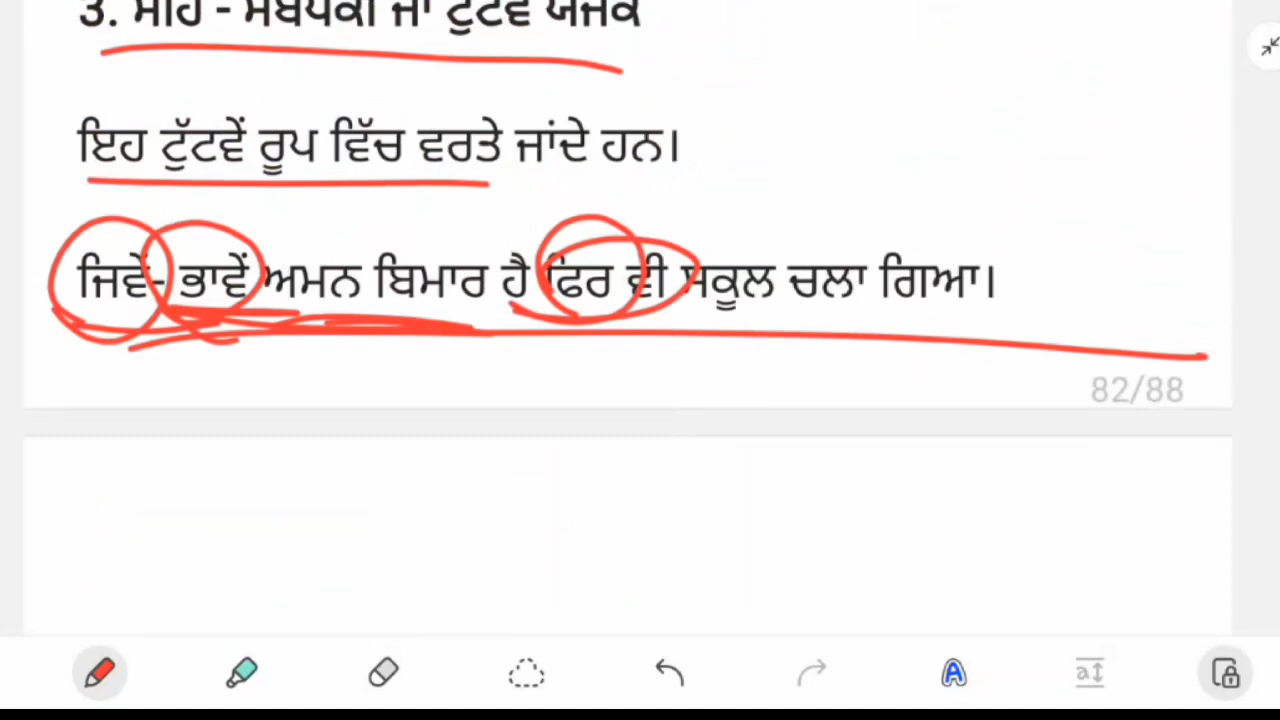 3. ਸਹਿ - ਸੰਬੰਧਕੀ ਜਾਂ ਟੁੱਟਵੇਂ ਯੋਜਕ
ਇਹ ਟੁੱਟਵੇਂ ਰੂਪ ਵਿੱਚ ਵਰਤੇ ਜਾਂਦੇ ਹਨ।
ਜਿਵੇਂ- ਭਾਵੇਂ ਅਮਨ ਬਿਮਾਰ ਹੈ ਫਿਰ ਵੀ ਸਕੂਲ ਚਲਾ ਗਿਆ।
82/88
A
a